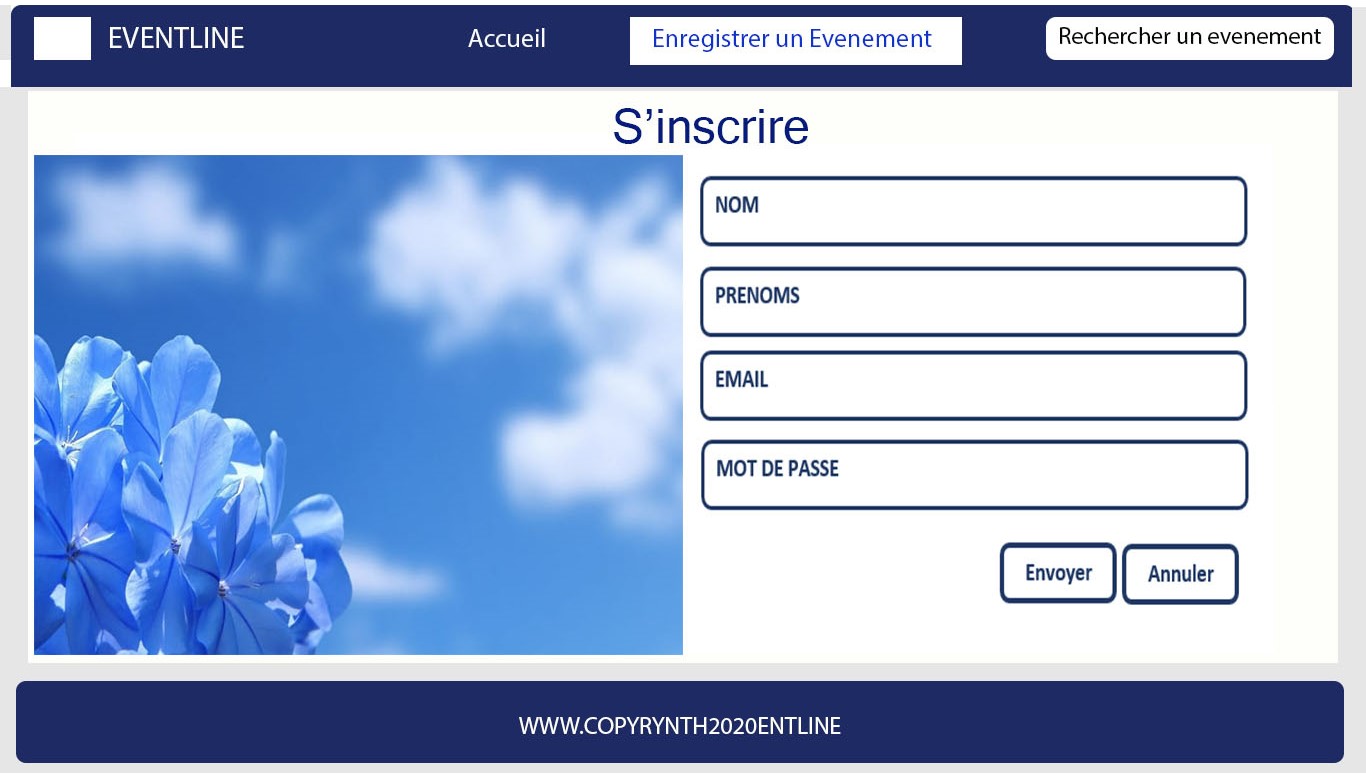 EVENTLINE
Accueil
Enregistrer un Evenement
Rechercher un evenement
S'inscrire
NOM
PRENOMS
EMAIL
MOT DE PASSE
Envoyer
Annuler
WWW.COPYRYNTH2020ENTLINE